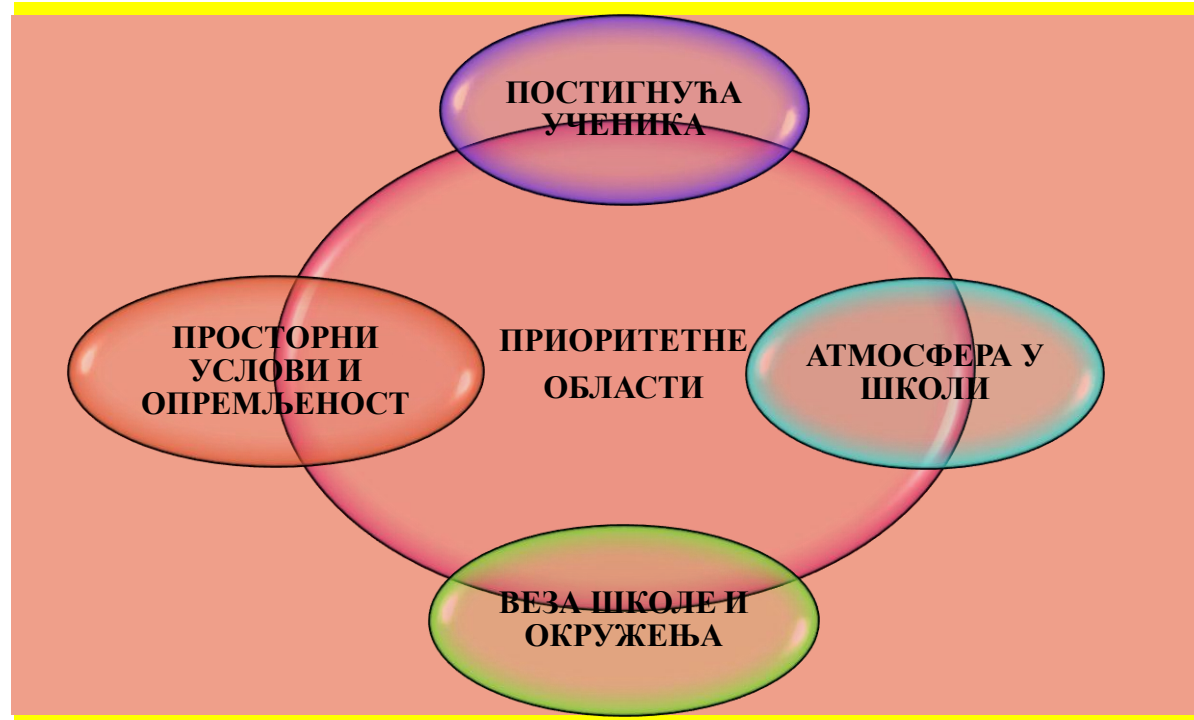 ПОСТИГНУЋА
УЧЕНИКА
ПРОСТОРНИ
УСЛОВИ И
ОПРЕМЉЕНОСТ
ПРИОРИТЕТНЕ
ОБЛАСТИ
АТМОСФЕРА У
ШКОЛИ
ВЕЗА ШКОЛЕ И
ОКРУЖЕЊА